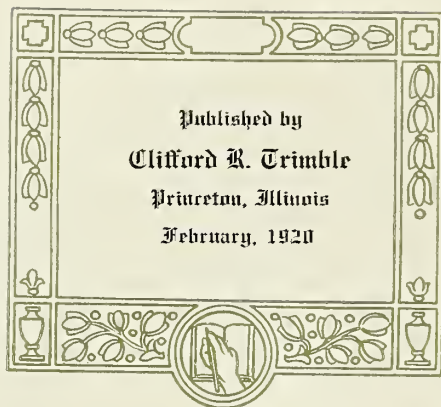 Published by
Clifford R. Trimble
Princeton, Illinois
February, 1920